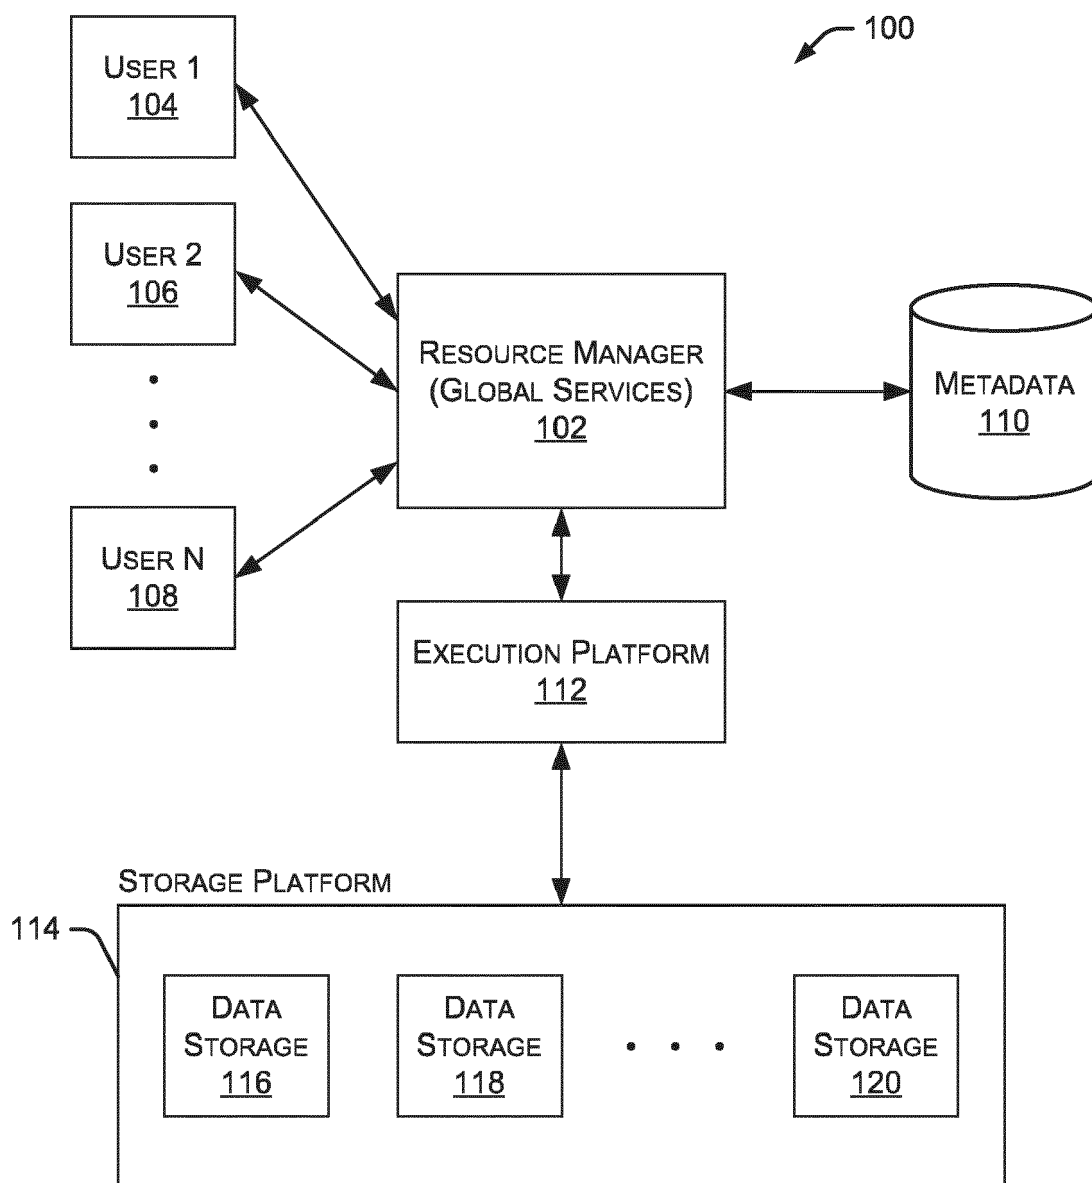 100
USER 1
104
USER 2
106
USER N
108
RESOURCE MANAGER
(GLOBAL SERVICES)
102
METADATA
110
EXECUTION PLATFORM
112
STORAGE PLATFORM
114
DATA
STORAGE
116
DATA
STORAGE
118
DATA
STORAGE
120